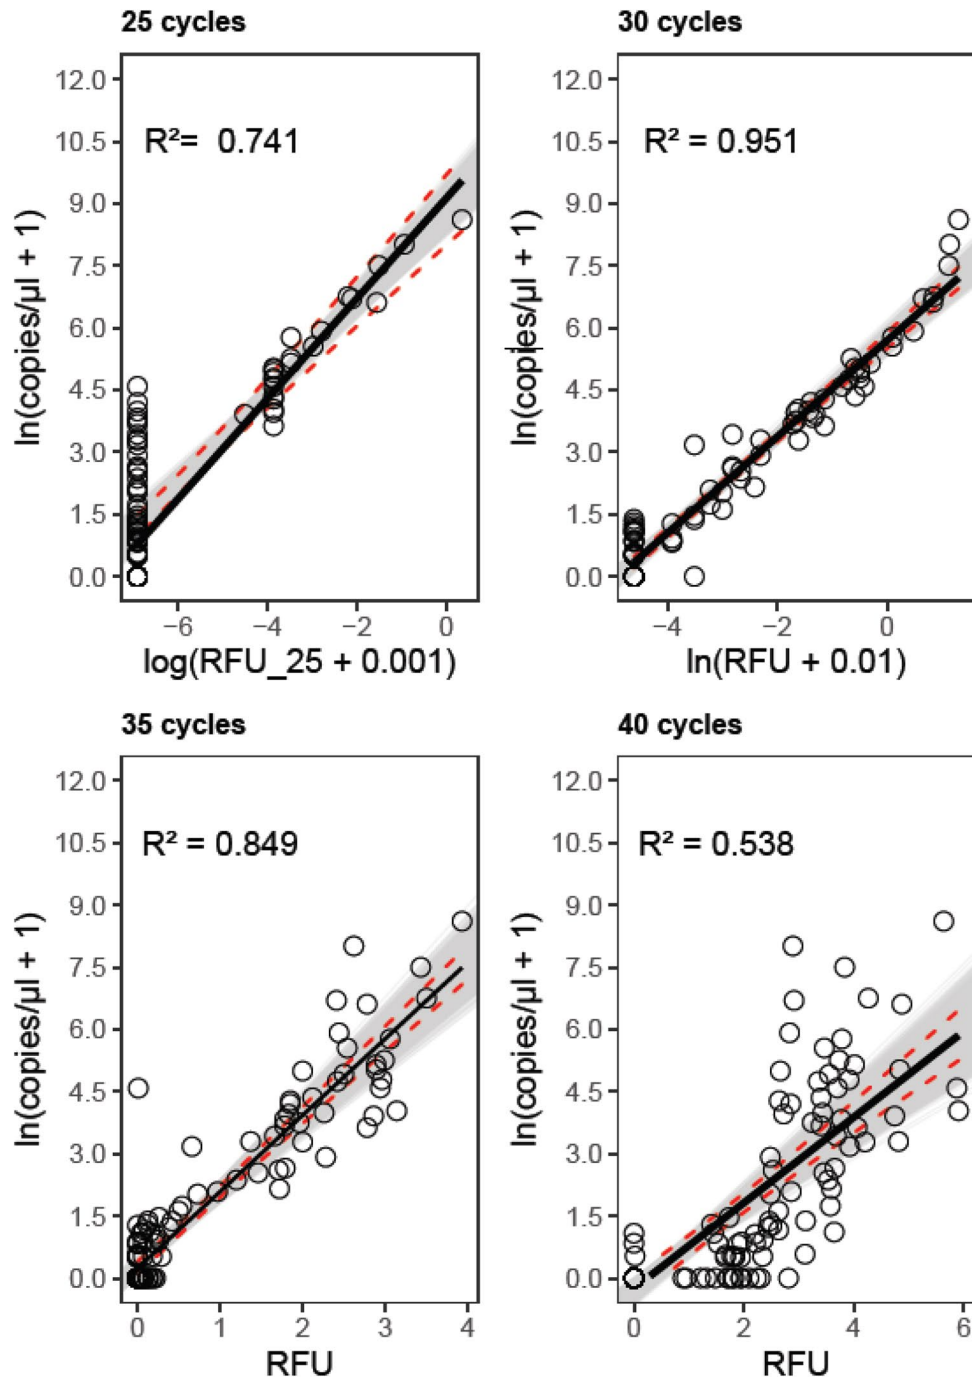 25 cycles
12.0
10.5
9.0
7.5
6.0
4.5
3.0
1.5
0.0
R²= 0.741
ln(copies/µl + 1)
−6 −4 −2 0
log(RFU_25 + 0.001)
30 cycles
12.0
10.5
9.0
7.5
6.0
4.5
3.0
1.5
0.0
R² = 0.951
ln(copies/µl + 1)
−4 −2 0
ln(RFU + 0.01)
35 cycles
12.0
10.5
9.0
7.5
6.0
4.5
3.0
1.5
0.0
R² = 0.849
ln(copies/µl + 1)
0 1 2 3 4
RFU
40 cycles
12.0
10.5
9.0
7.5
6.0
4.5
3.0
1.5
0.0
R² = 0.538
ln(copies/µl + 1)
0 2 4 6
RFU